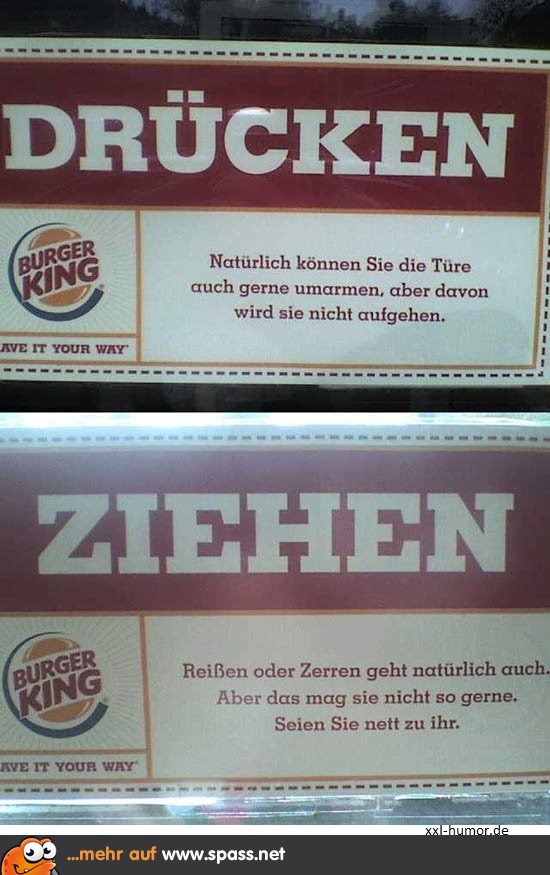 DRÜCKEN
BURGER
KING
AVE IT YOUR WAY
Natürlich können Sie die Türe
auch gerne umarmen, aber davon
wird sie nicht aufgehen.
ZIEHEN
BURGER
KING
AVE IT YOUR WAY
Reißen oder Zerren geht natürlich auch.
Aber das mag sie nicht so gerne.
Seien Sie nett zu ihr.
xxl-humor.de
...mehr auf www.spass.net